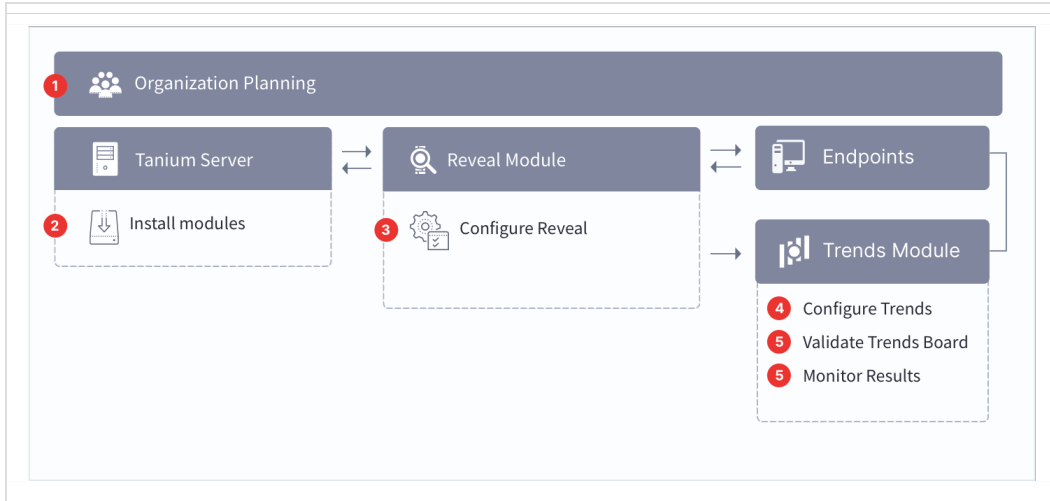 1 Organization Planning
Tanium Server
2 Install modules
Reveal Module
3 Configure Reveal
Endpoints
Trends Module
4 Configure Trends
5 Validate Trends Board
5 Monitor Results